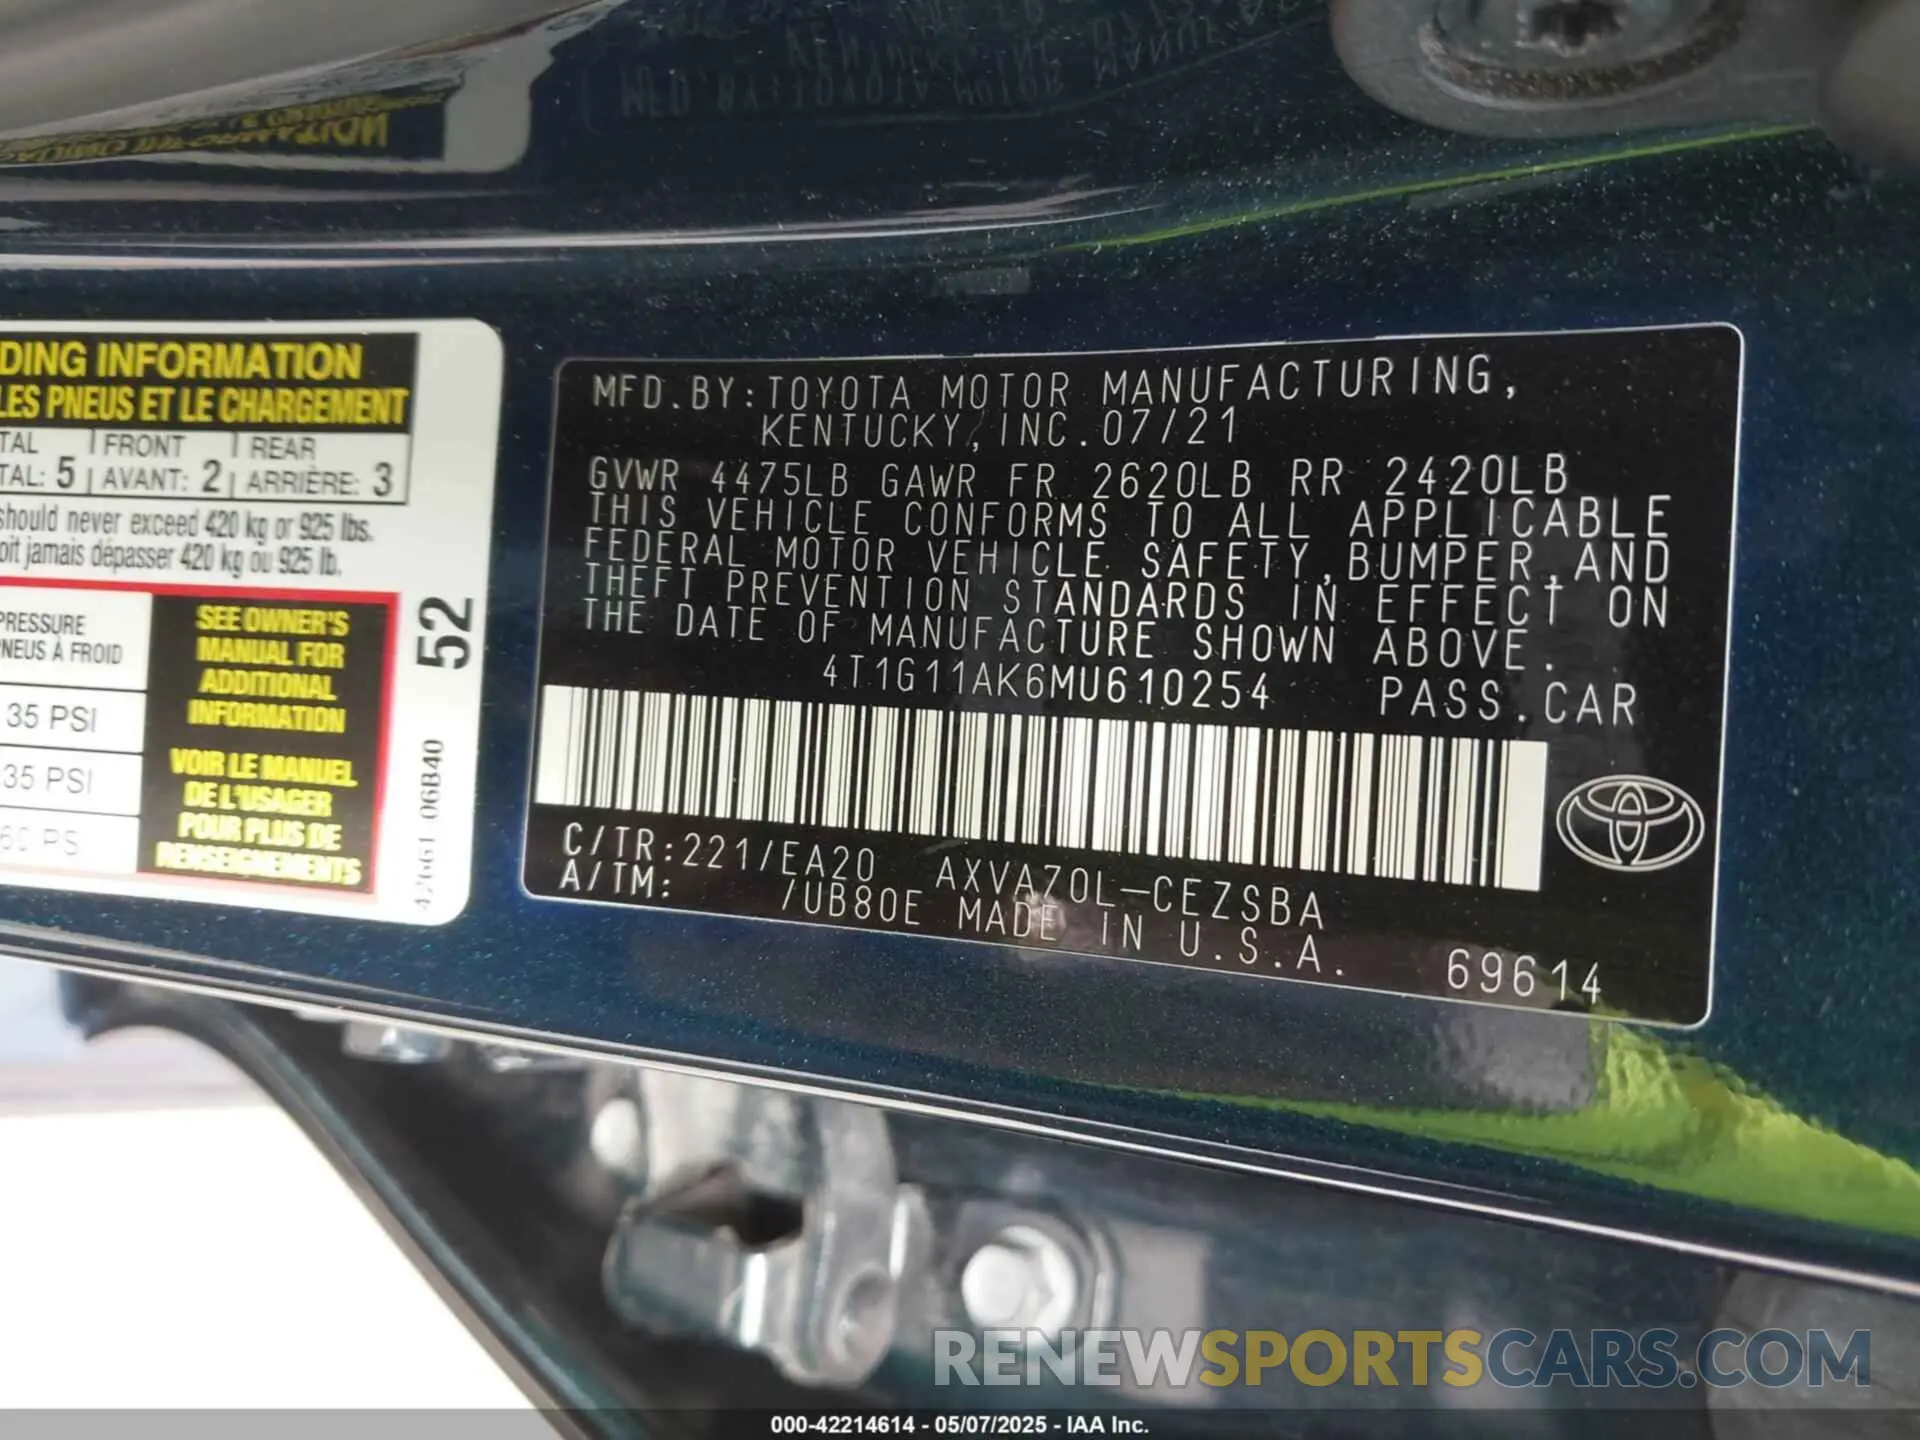 DING INFORMATION
LES PNEUS ET LE CHARGEMENT
TAL FRONT REAR
TAL: 5 AVANT: 2 ARRIÈRE: 3
should never exceed 420 kg or 925 lbs.
oit jamais dépasser 420 kg ou 925 lb.
PRESSURE
NEUS À FROID
35 PSI
35 PSI
60 PS
SEE OWNER'S
MANUAL FOR
ADDITIONAL
INFORMATION
VOIR LE MANUEL
DE L'USAGER
POUR PLUS DE
RENSEIGNEMENTS
52
42661 06B40
MFD.BY:TOYOTA MOTOR MANUFACTURING,
KENTUCKY,INC.07/21
GVWR 4475LB GAWR FR 2620LB RR 2420LB
THIS VEHICLE CONFORMS TO ALL APPLICABLE
FEDERAL MOTOR VEHICLE SAFETY,BUMPER,AND
THEFT PREVENTION STANDARDS IN EFFECT ON
THE DATE OF MANUFACTURE SHOWN ABOVE.
4T1G11AK6MU610254 PASS.CAR
C/TR:221/EA20 AXVA70L-CEZSBA
A/TM: /UB80E MADE IN U.S.A.
69614
RENEWSPORTSCARS.COM
000-42214614 - 05/07/2025 - IAA Inc.